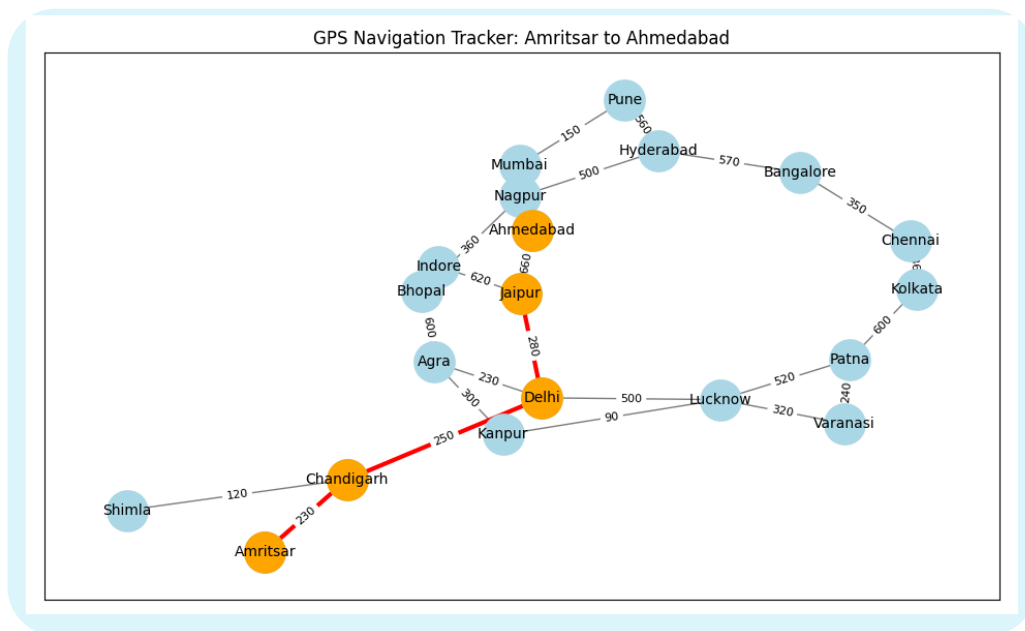 GPS Navigation Tracker: Amritsar to Ahmedabad
Pune
560
150
Hyderabad
Mumbai
570
Bangalore
500
Nagpur
350
Ahmedabad
Chennai
360
660
Indore
620
Kolkata
Bhopal
Jaipur
600
600
280
Patna
Agra
230
520
240
300
Delhi
500
Lucknow
320
90
Varanasi
Kanpur
250
Chandigarh
120
Shimla
230
Amritsar